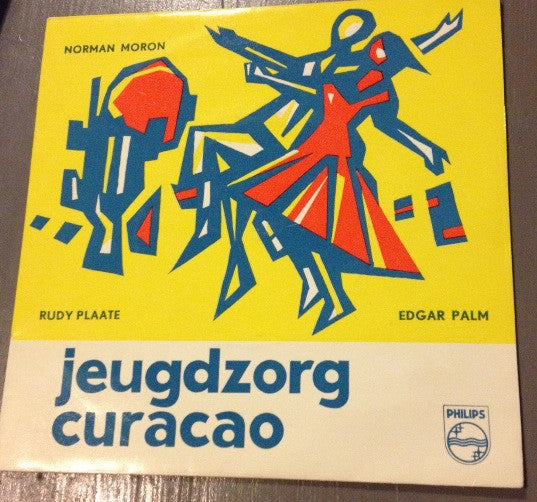 NORMAN MORON
RUDY PLAATE
EDGAR PALM
jeugdzorg
curacao
PHILIPS